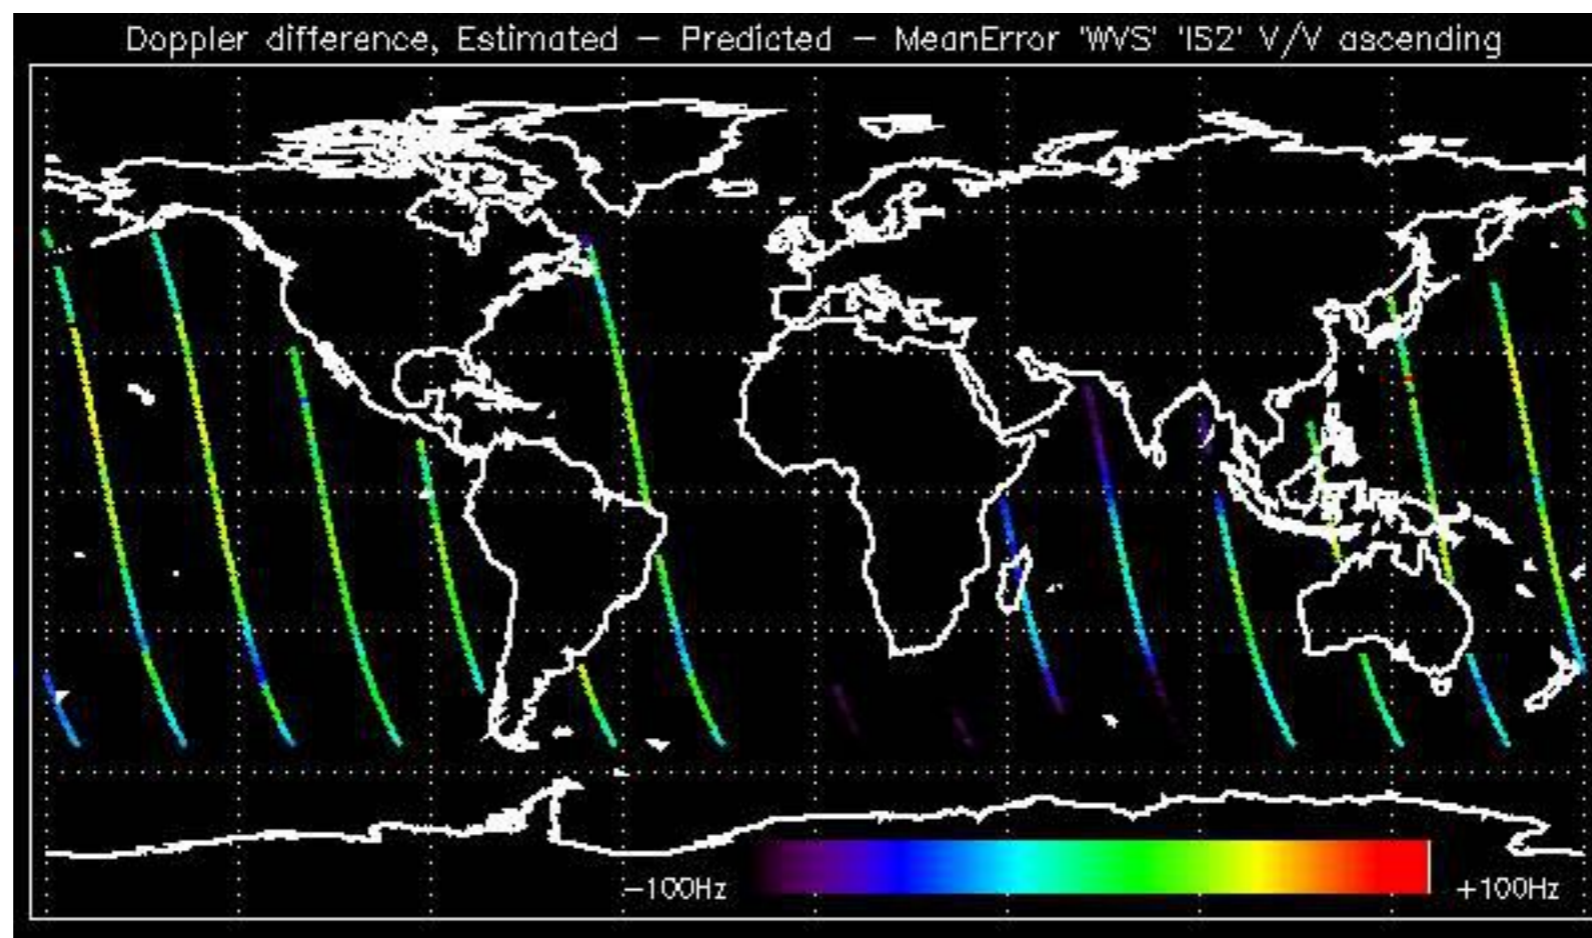 Doppler difference, Estimated – Predicted – MeanError 'WVS' 'IS2' V/V ascending
−100Hz +100Hz